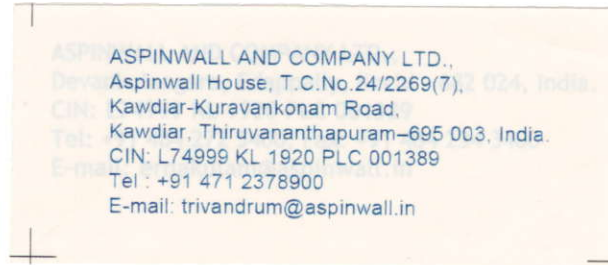 ASPINWALL AND COMPANY LTD.,
Aspinwall House, T.C.No.24/2269(7),
Kawdiar-Kuravankonam Road,
Kawdiar, Thiruvananthapuram–695 003, India.
CIN: L74999 KL 1920 PLC 001389
Tel : +91 471 2378900
E-mail: trivandrum@aspinwall.in